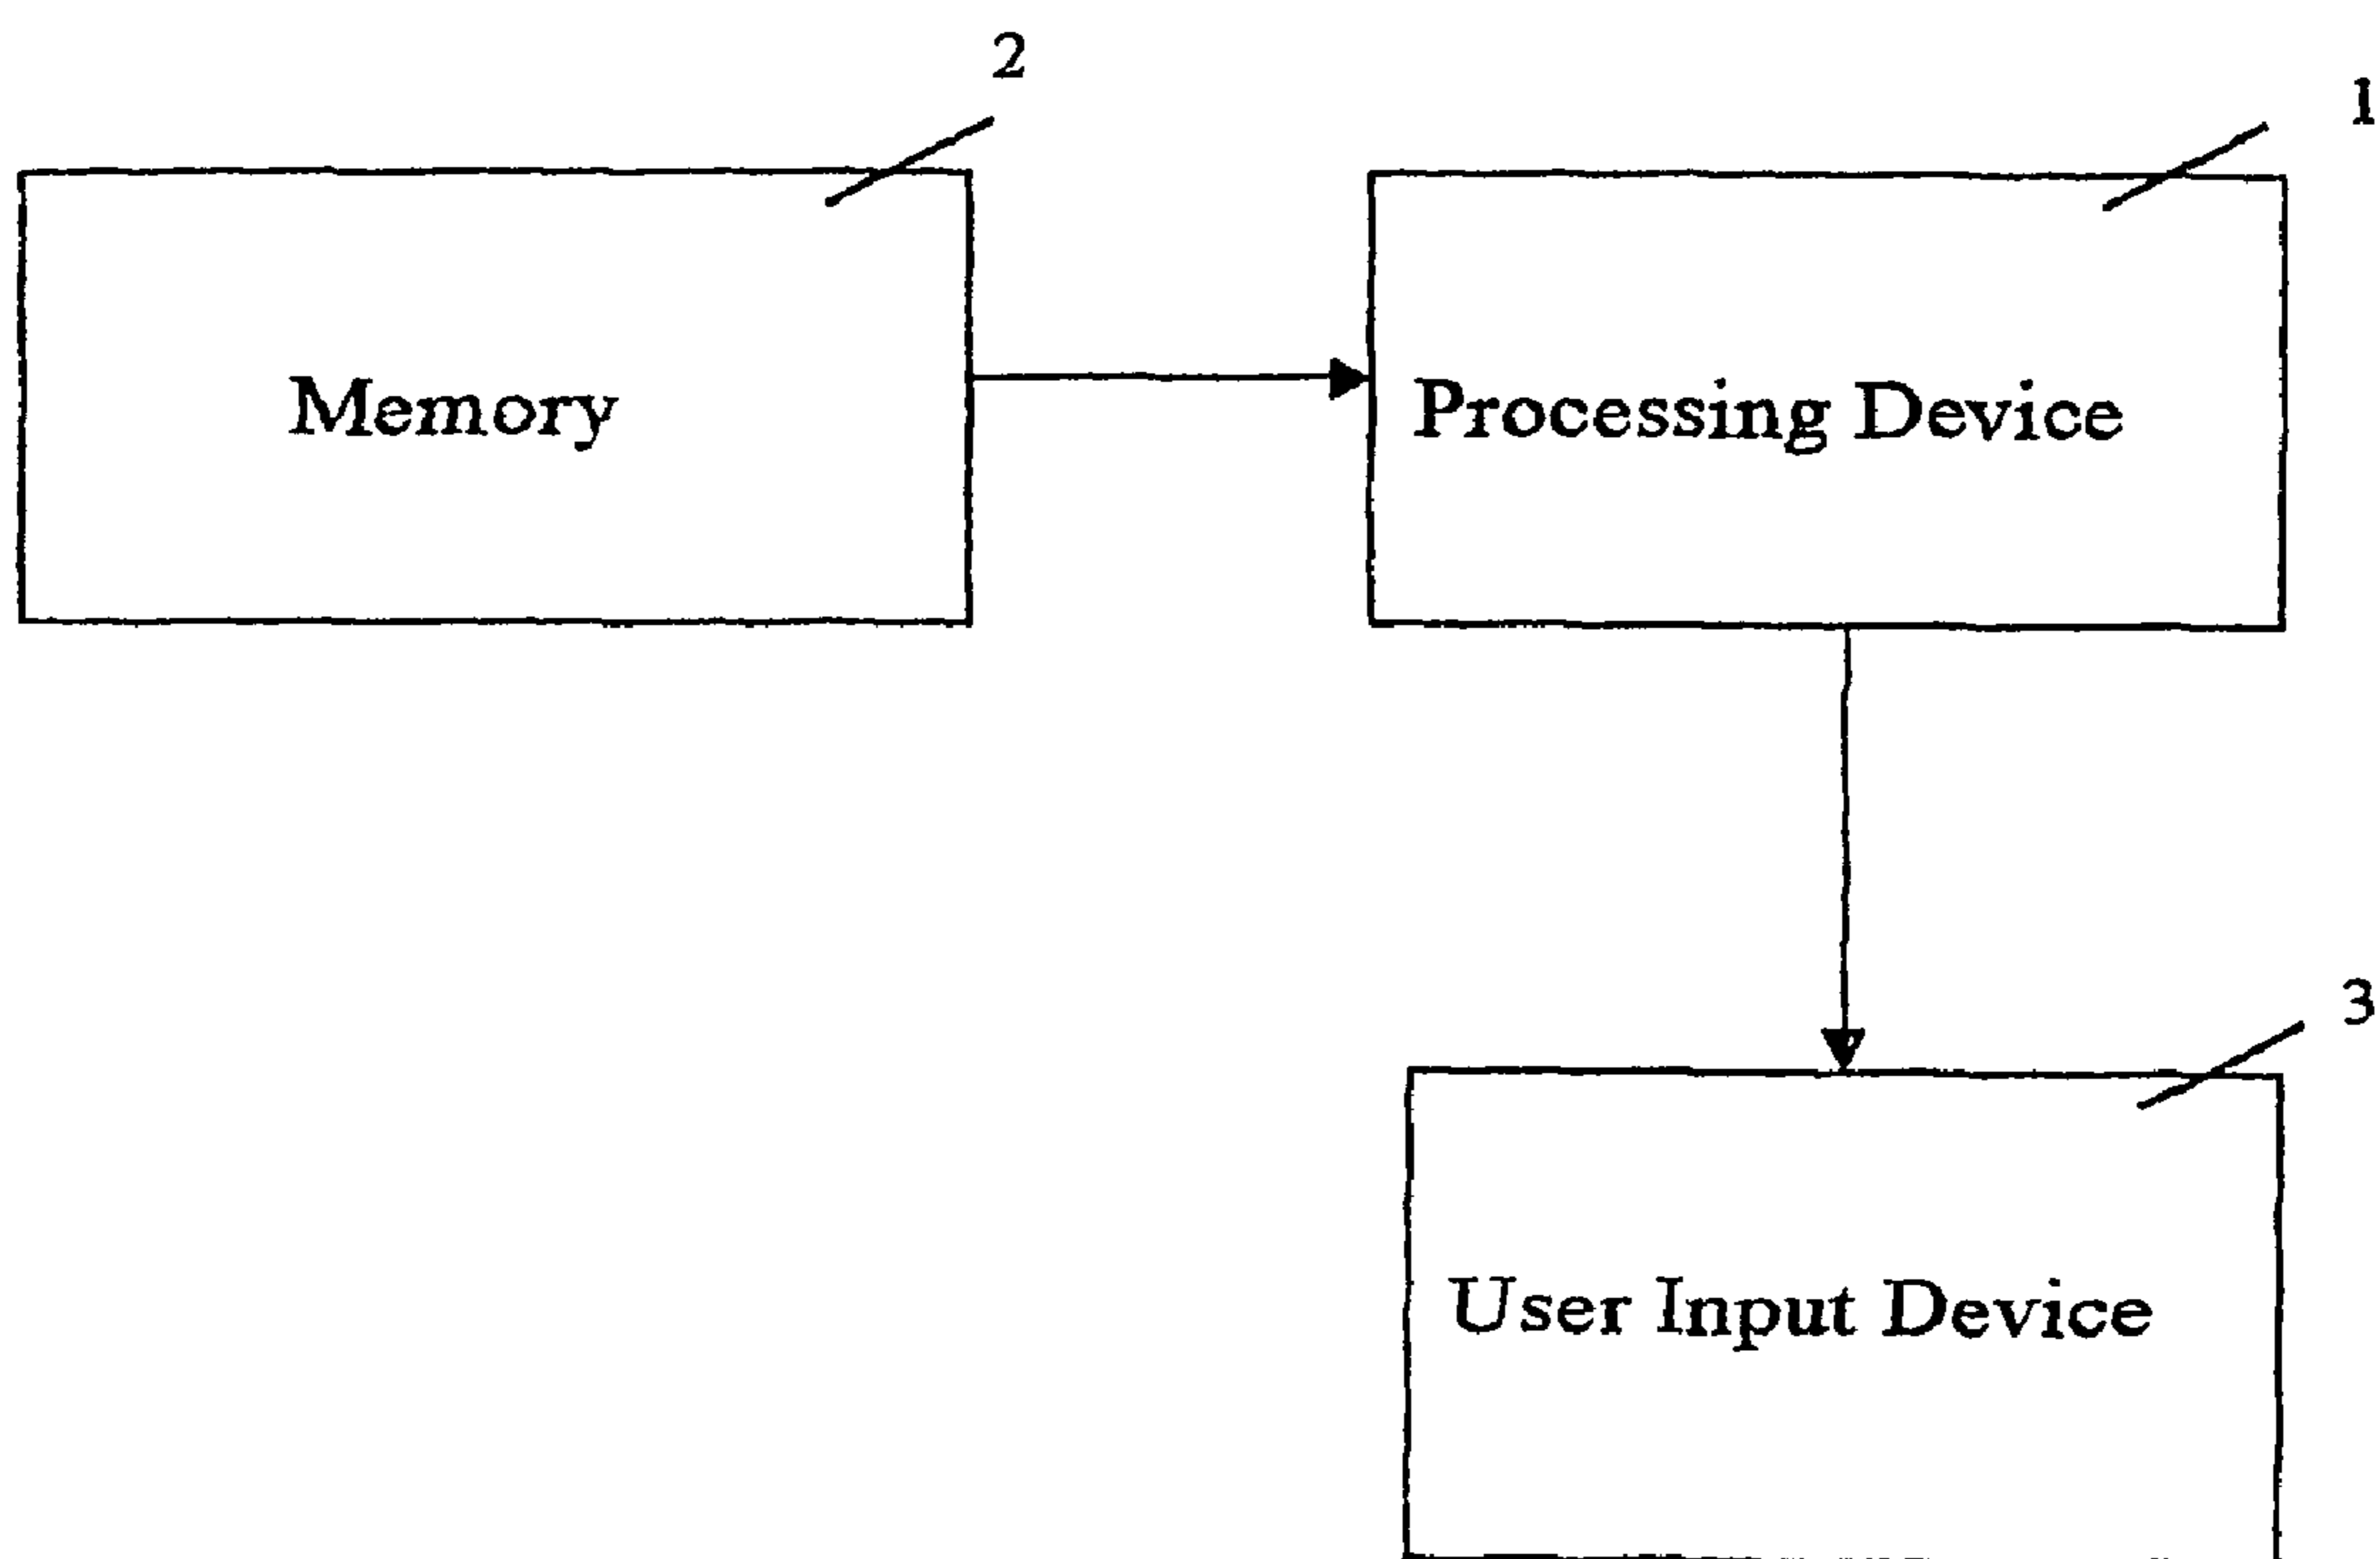 2
1
Memory
Processing Device
3
User Input Device